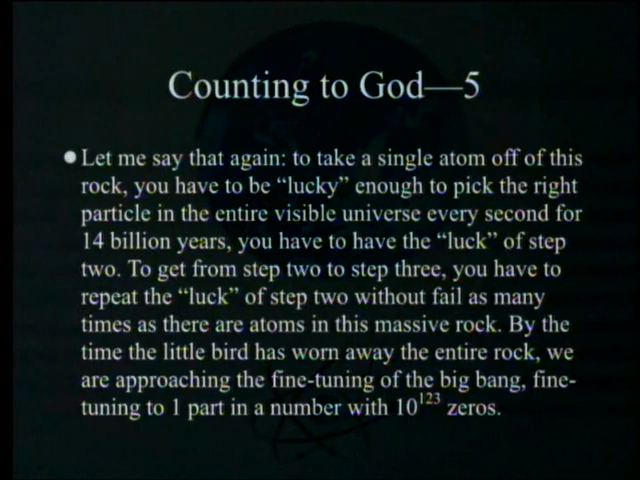 Counting to God—5
Let me say that again: to take a single atom off of this
rock, you have to be “lucky” enough to pick the right
particle in the entire visible universe every second for
14 billion years, you have to have the “luck” of step
two. To get from step two to step three, you have to
repeat the “luck” of step two without fail as many
times as there are atoms in this massive rock. By the
time the little bird has worn away the entire rock, we
are approaching the fine-tuning of the big bang, fine-
tuning to 1 part in a number with 10¹²³ zeros.